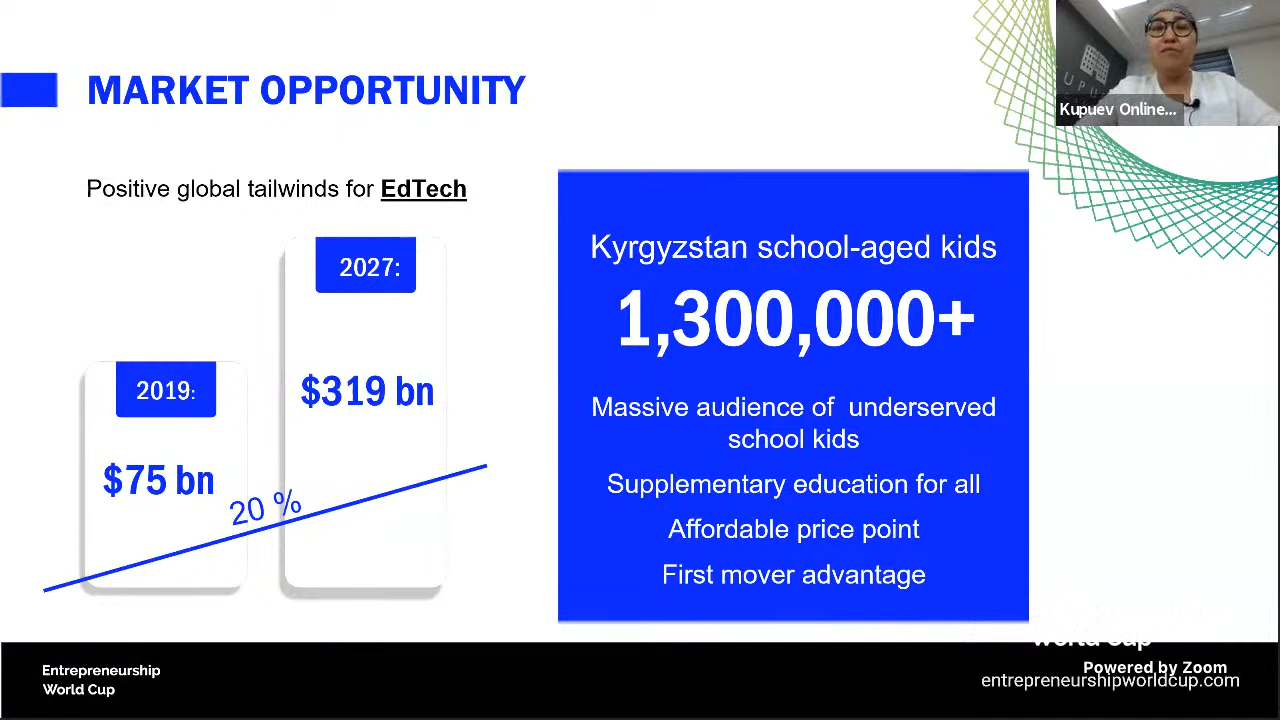 MARKET OPPORTUNITY
Positive global tailwinds for EdTech
2019:
$75 bn
2027:
$319 bn
20 %
Kyrgyzstan school-aged kids
1,300,000+
Massive audience of underserved
school kids
Supplementary education for all
Affordable price point
First mover advantage
Kupuev Online...
Entrepreneurship
World Cup
World Cup
Powered by Zoom
entrepreneurshipworldcup.com